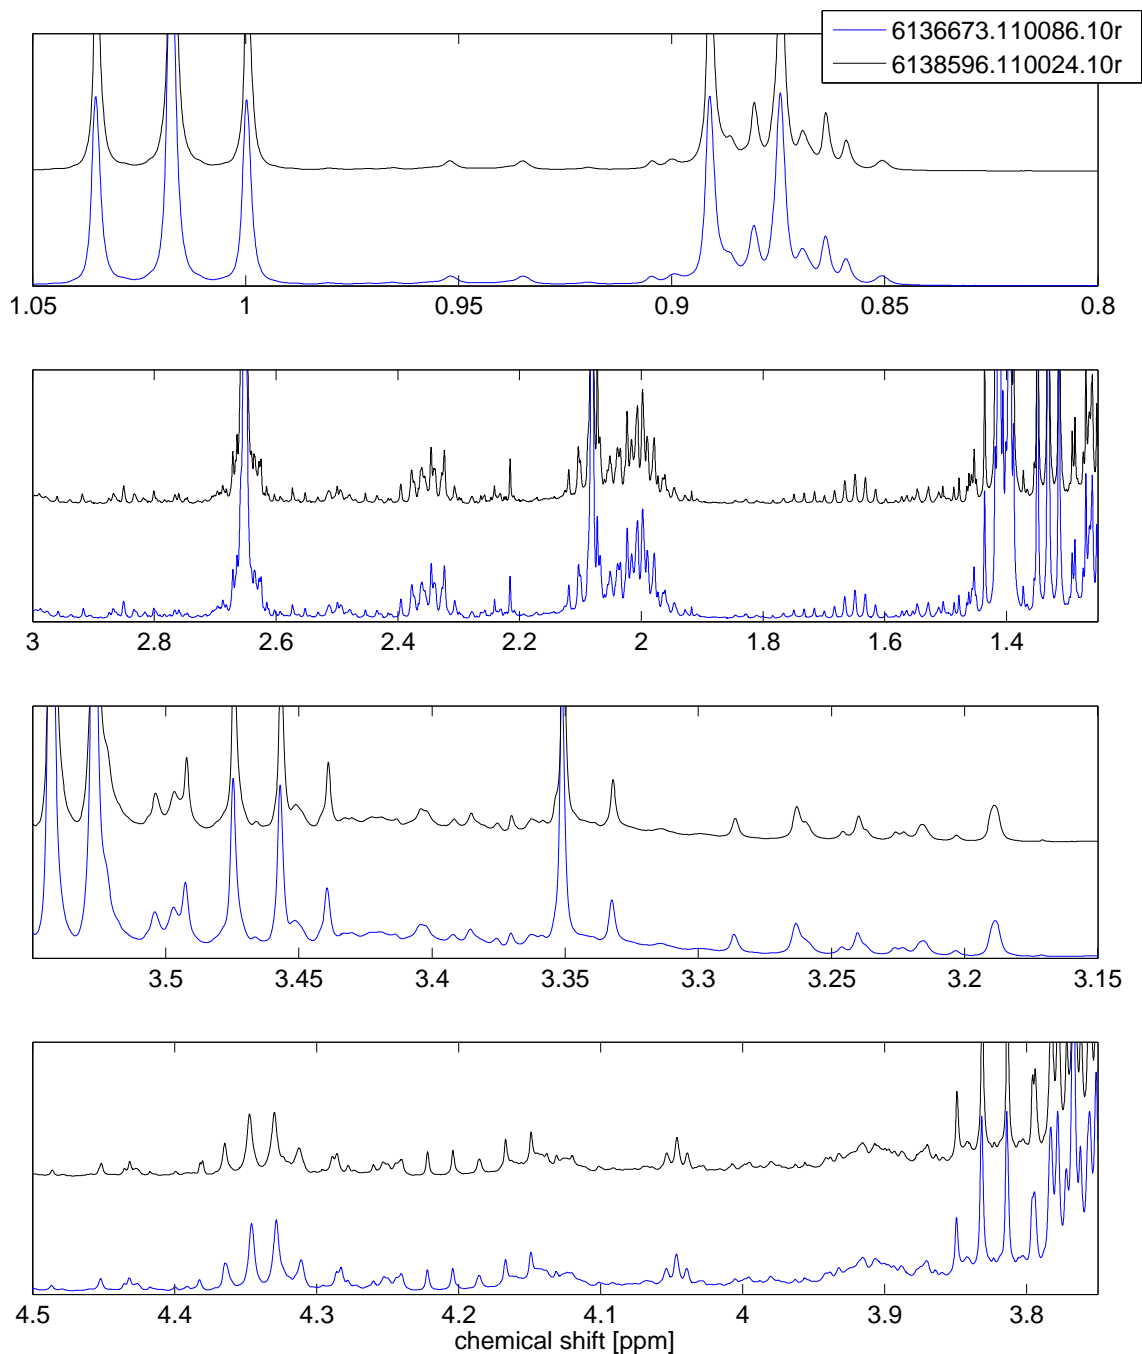 6136673.110086.10r
6138596.110024.10r
1.05 1 0.95 0.9 0.85 0.8
3 2.8 2.6 2.4 2.2 2 1.8 1.6 1.4
3.5 3.45 3.4 3.35 3.3 3.25 3.2 3.15
4.5 4.4 4.3 4.2 4.1 4 3.9 3.8
chemical shift [ppm]